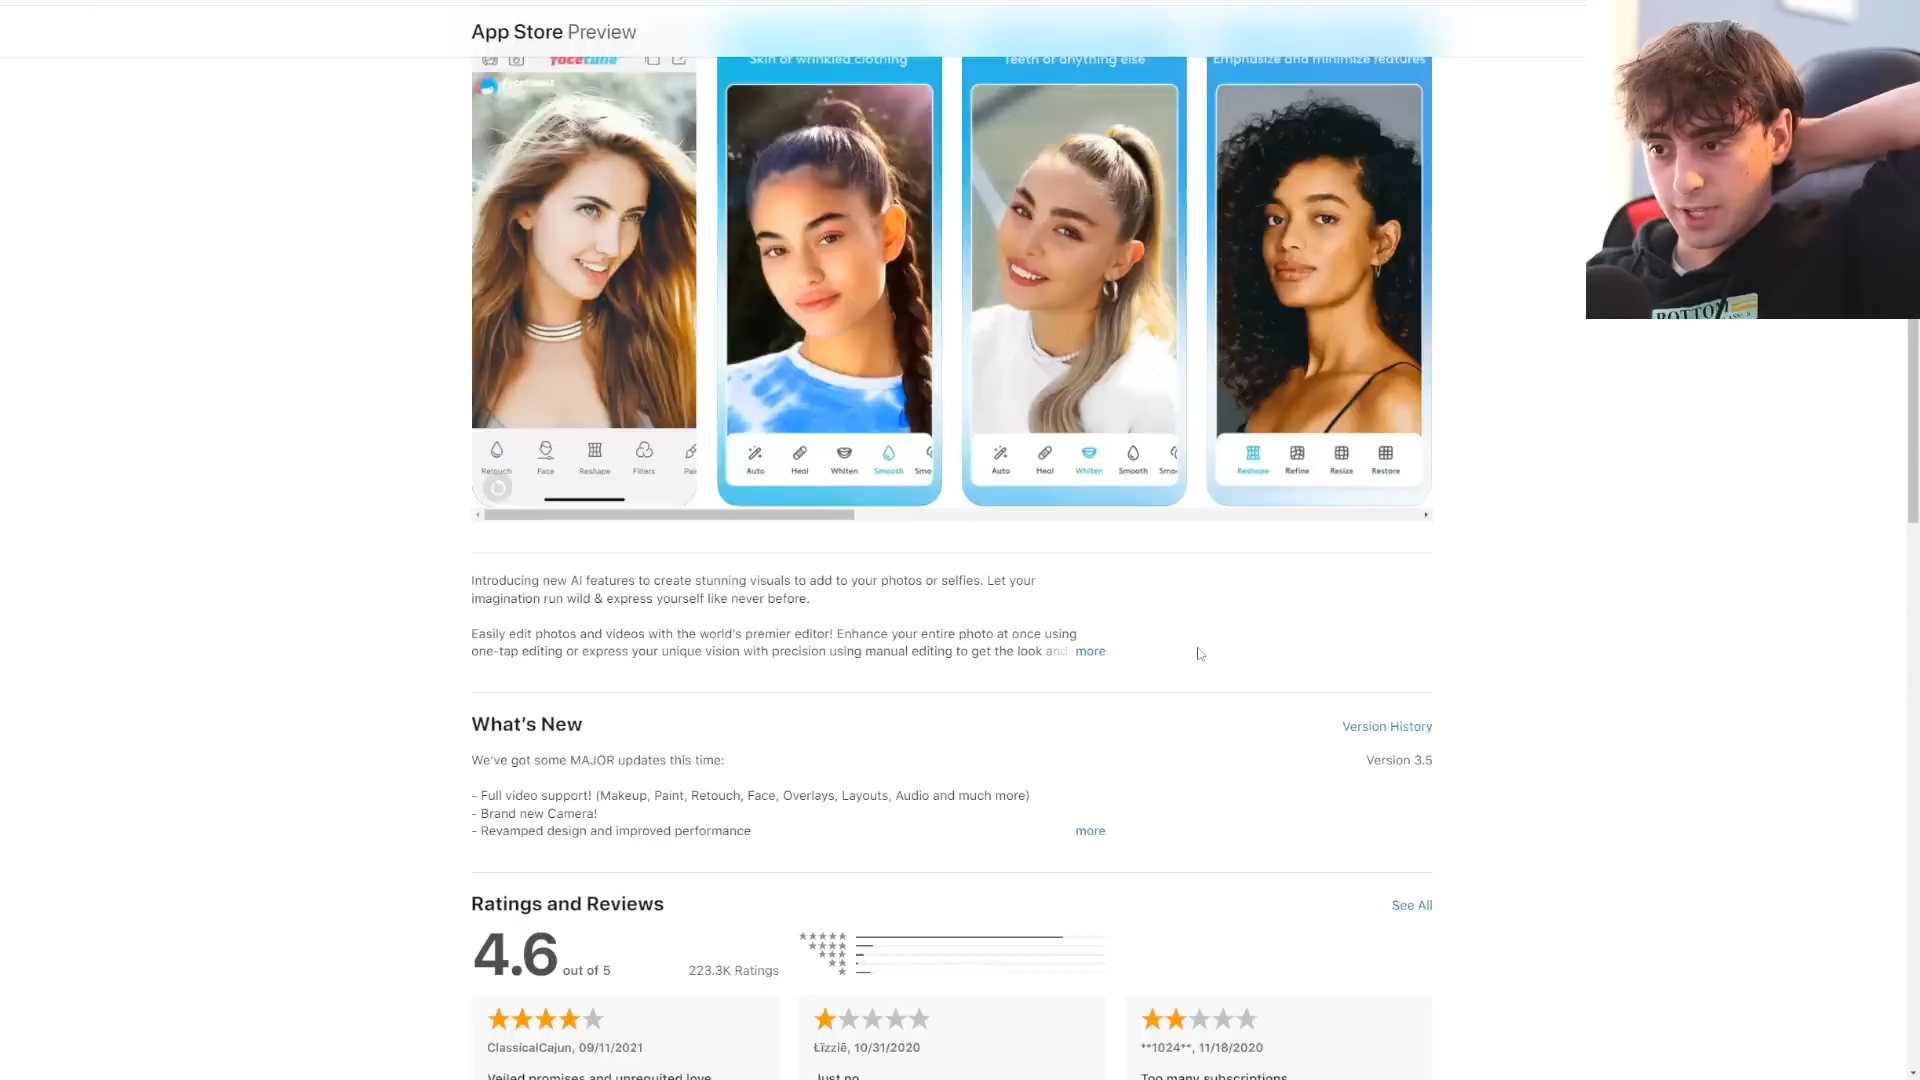 App Store Preview
facetune
Skin or wrinkled clothing
Teeth or anything else
Emphasize and minimize features
Retouch Face Reshape Filters
Auto Heal Whiten Smooth Smo
Auto Heal Whiten Smooth Smo
Reshape Refine Resize Restore
BOTTOM
Introducing new AI features to create stunning visuals to add to your photos or selfies. Let your
imagination run wild & express yourself like never before.
Easily edit photos and videos with the world's premier editor! Enhance your entire photo at once using
one-tap editing or express your unique vision with precision using manual editing to get the look and more
What's New
Version History
We've got some MAJOR updates this time:
Version 3.5
- Full video support! (Makeup, Paint, Retouch, Face, Overlays, Layouts, Audio and much more)
- Brand new Camera!
- Revamped design and improved performance
more
Ratings and Reviews
See All
4.6 out of 5
223.3K Ratings
ClassicalCajun, 09/11/2021
Łïzzïē, 10/31/2020
**1024**, 11/18/2020
Veiled promises and unrequited love
Just no
Too many subscriptions